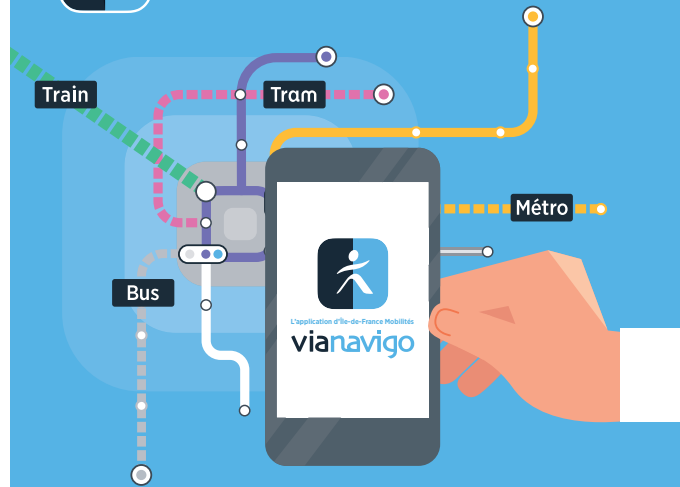 Train
Tram
Métro
Bus
L'application d'Île-de-France Mobilités
vianavigo